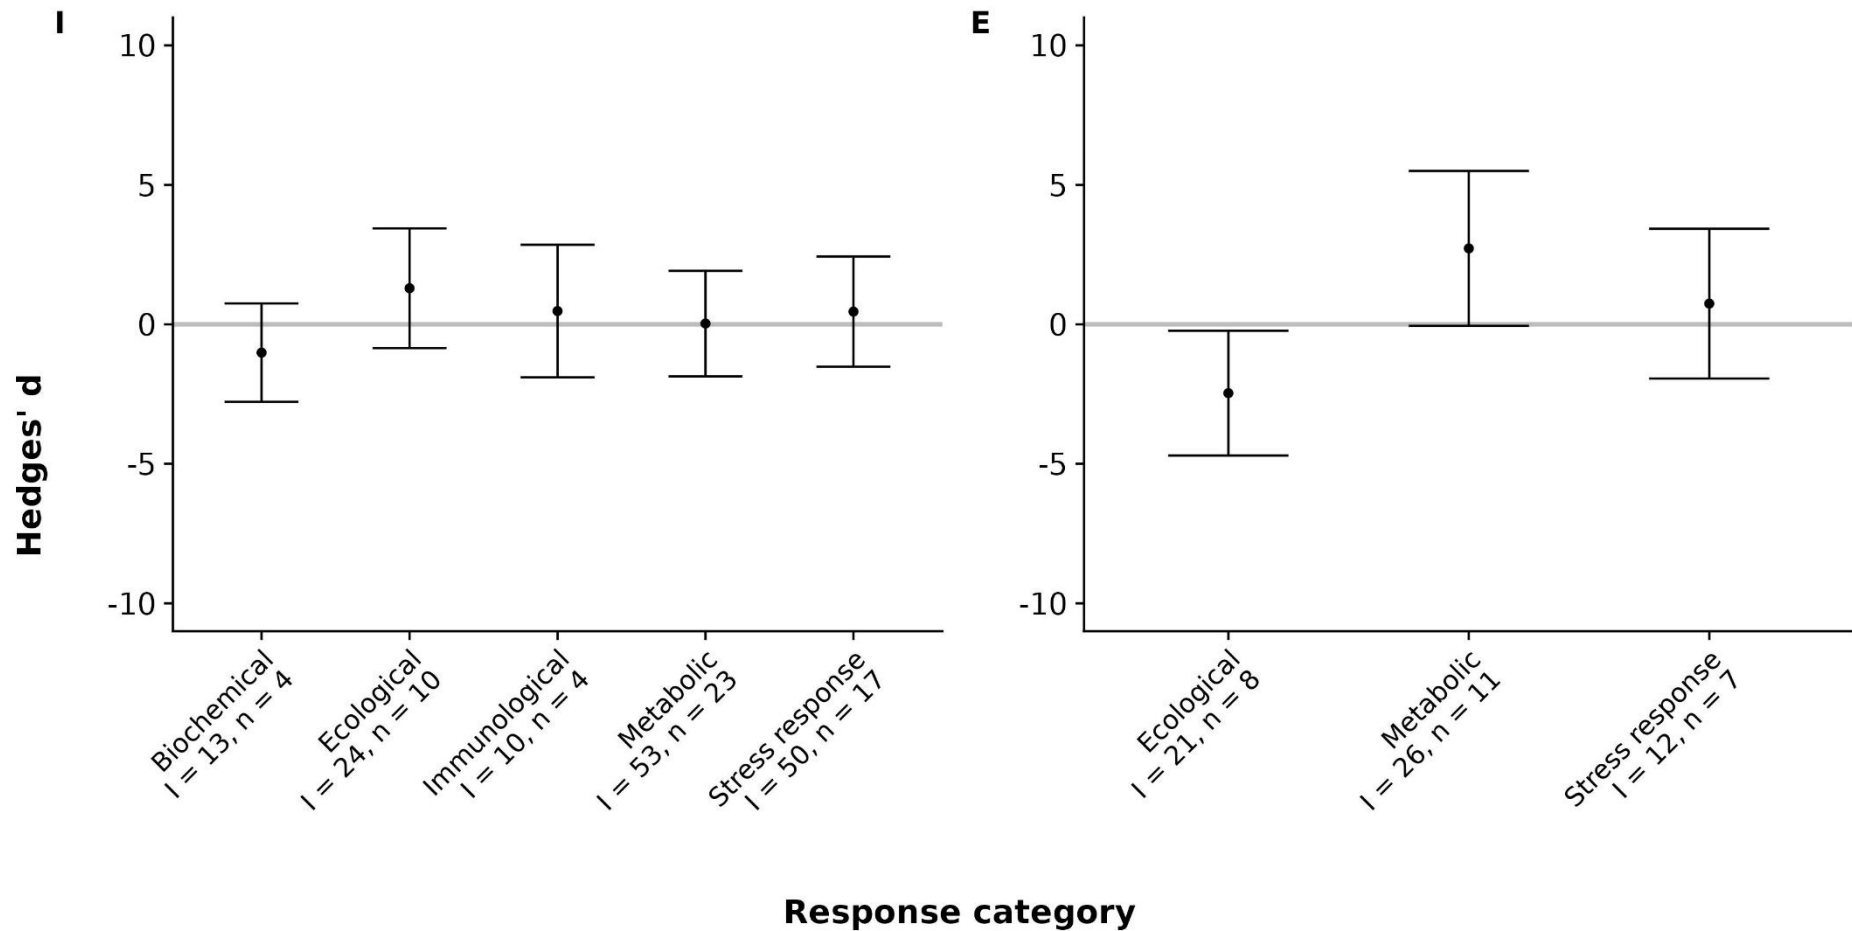 I
10
5
0
-5
-10
Hedges' d
Biochemical
l = 13, n = 4
Ecological
l = 24, n = 10
Immunological
l = 10, n = 4
Metabolic
l = 53, n = 23
Stress response
l = 50, n = 17
E
10
5
0
-5
-10
Ecological
l = 21, n = 8
Metabolic
l = 26, n = 11
Stress response
l = 12, n = 7
Response category